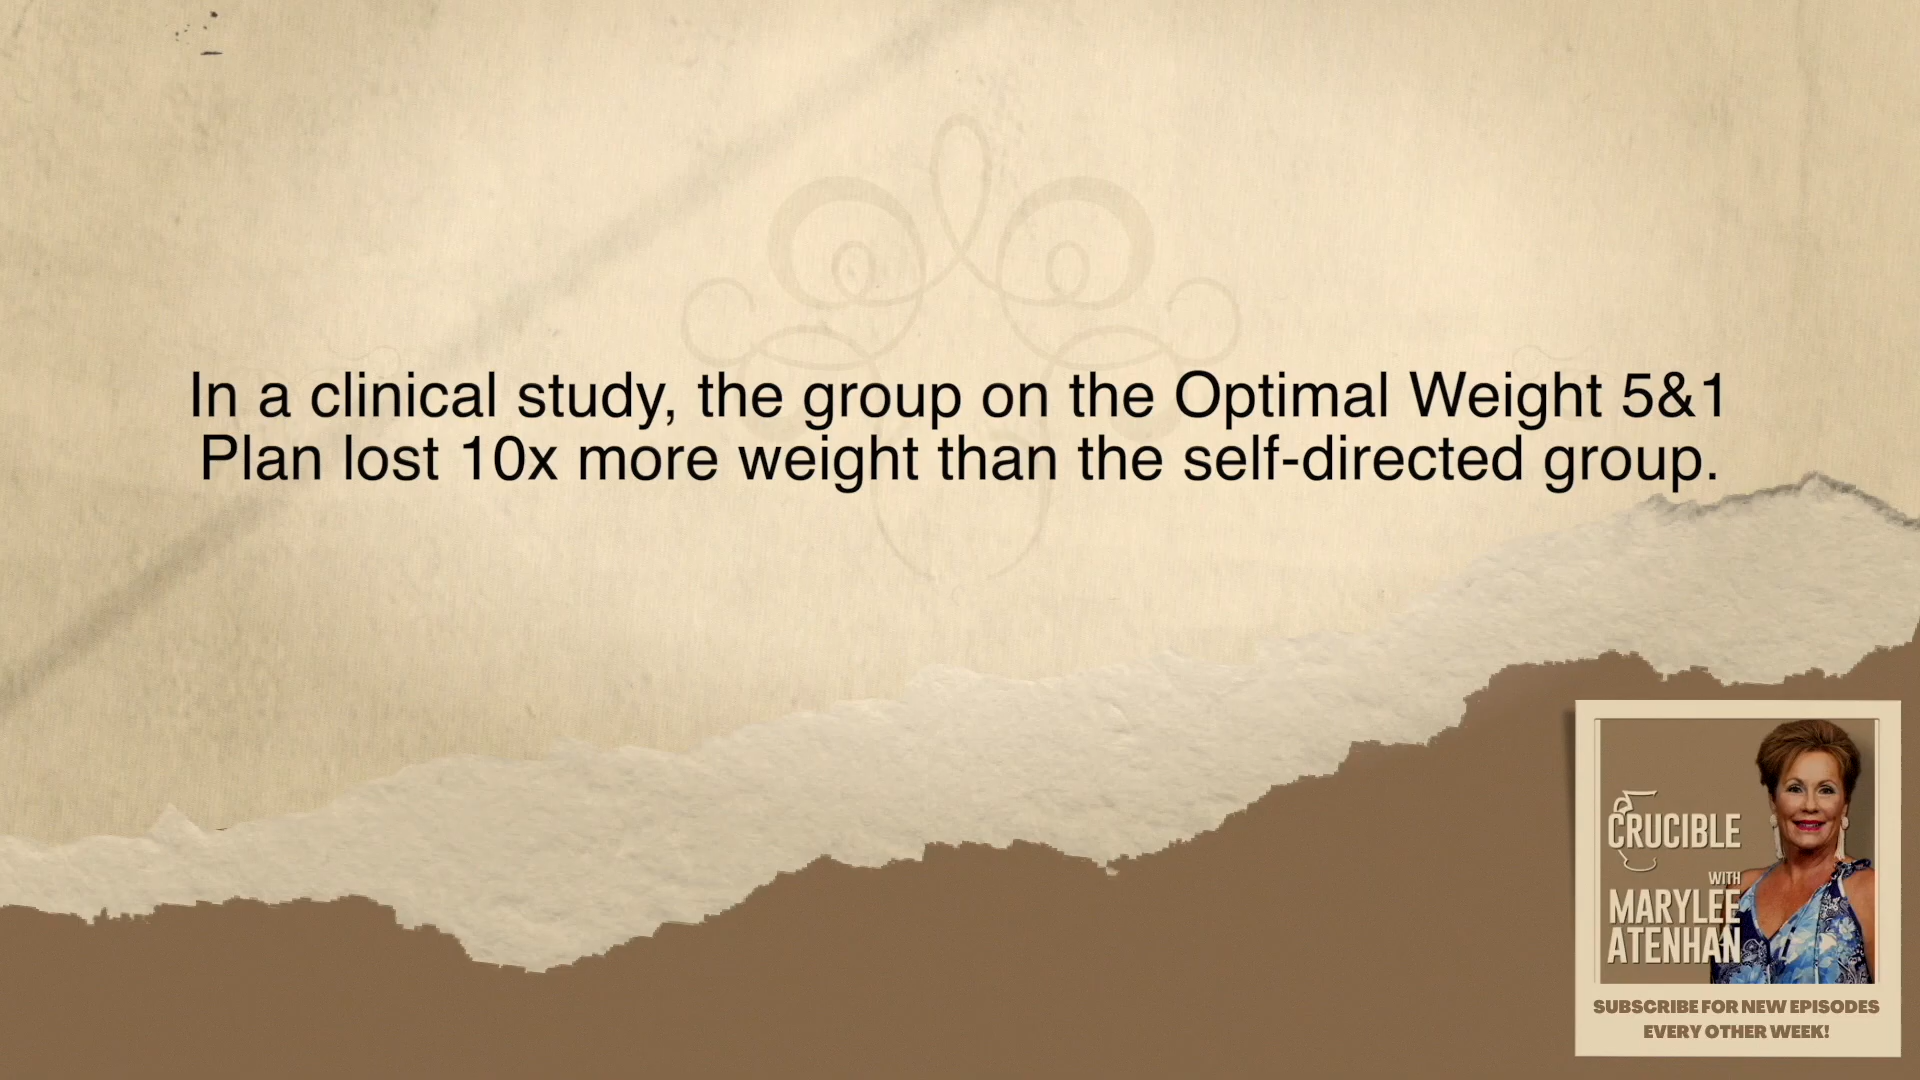 In a clinical study, the group on the Optimal Weight 5&1
Plan lost 10x more weight than the self-directed group.
CRUCIBLE
WITH
MARYLEE
ATENHAN
SUBSCRIBE FOR NEW EPISODES
EVERY OTHER WEEK!